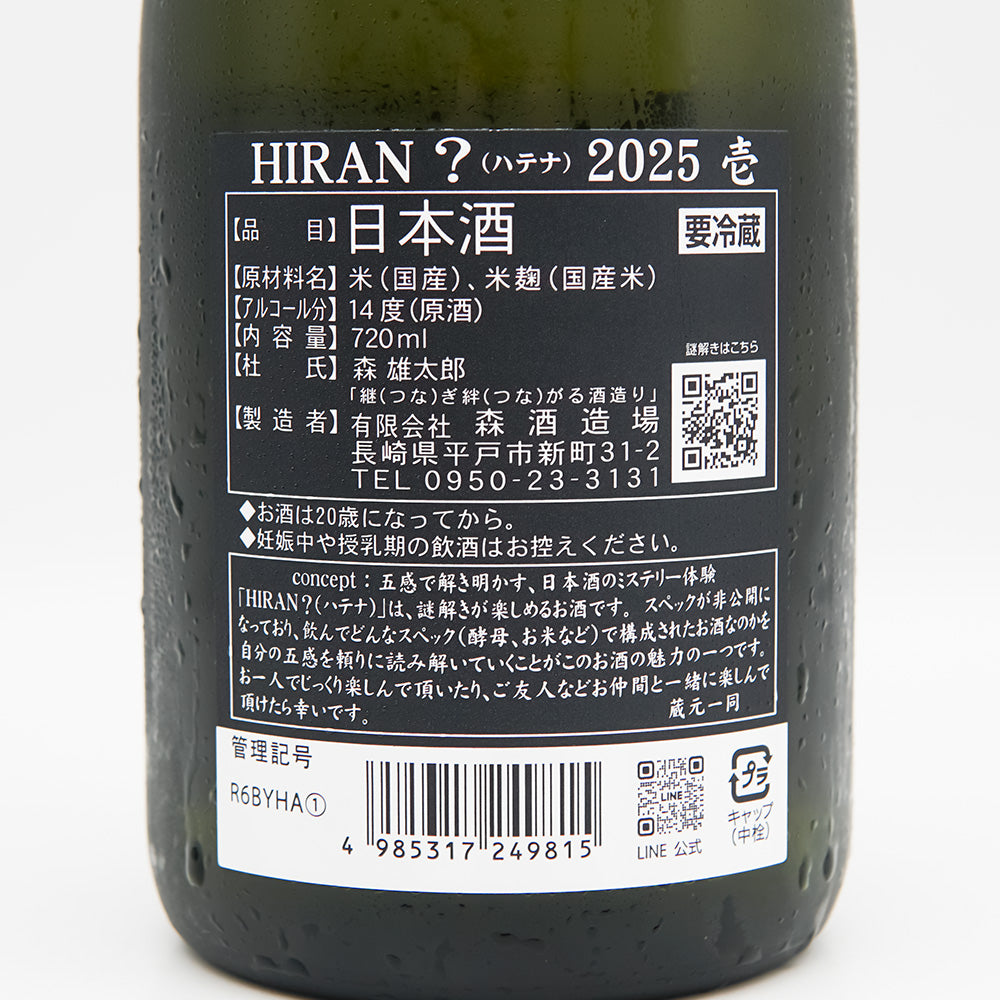 HIRAN ?(ハテナ) 2025 壱
【品　目】日本酒
要冷蔵
【原材料名】米(国産)、米麹(国産米)
【アルコール分】14度(原酒)
【内容量】720ml
【杜　氏】森 雄太郎
「継(つな)ぎ絆(つな)がる酒造り」
【製造者】有限会社 森酒造場
長崎県平戸市新町31-2
TEL 0950-23-3131
謎解きはこちら
◆お酒は20歳になってから。
◆妊娠中や授乳期の飲酒はお控えください。
concept：五感で解き明かす、日本酒のミステリー体験
「HIRAN？(ハテナ)」は、謎解きが楽しめるお酒です。スペックが非公開に
なっており、飲んでどんなスペック(酵母、お米など)で構成されたお酒なのかを
自分の五感を頼りに読み解いていくことがこのお酒の魅力の一つです。
お一人でじっくり楽しんで頂いたり、ご友人などお仲間と一緒に楽しんで
頂けたら幸いです。　蔵元一同
管理記号
R6BYHA①
4 985317 249815
LINE
LINE 公式
プラ
キャップ
(中栓)